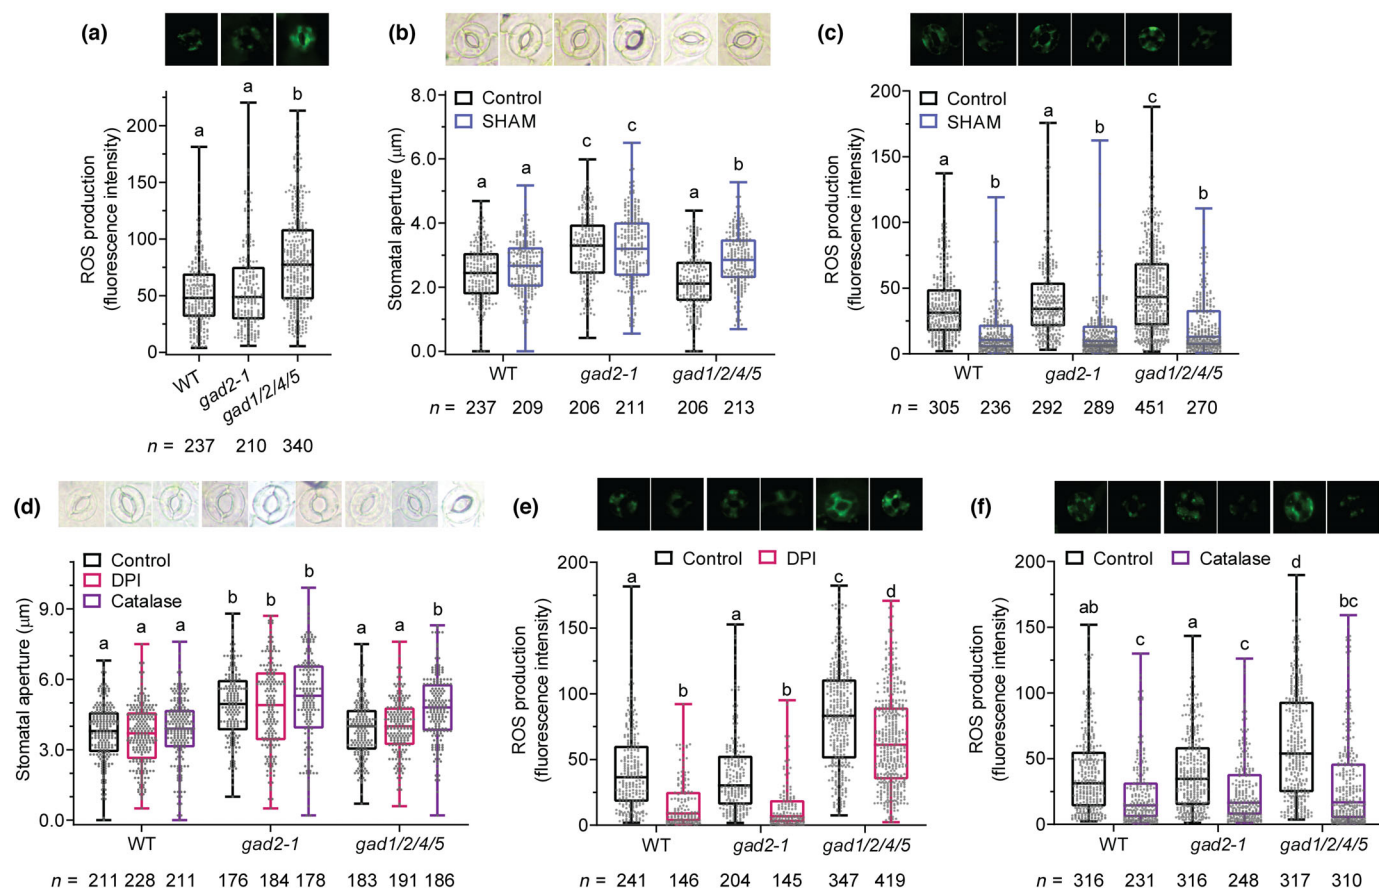 (a)
ROS production
(fluorescence intensity)
200
150
100
50
0
a
a
b
WT
gad2-1
gad1/2/4/5
n = 237 210 340
(b)
Stomatal aperture (μm)
8.0
6.0
4.0
2.0
0.0
Control
SHAM
a a c c a b
WT gad2-1 gad1/2/4/5
n = 237 209 206 211 206 213
(c)
ROS production
(fluorescence intensity)
200
150
100
50
0
Control
SHAM
a b a b c b
WT gad2-1 gad1/2/4/5
n = 305 236 292 289 451 270
(d)
Stomatal aperture (μm)
9.0
6.0
3.0
0.0
Control
DPI
Catalase
a a a b b b a a b
WT gad2-1 gad1/2/4/5
n = 211 228 211 176 184 178 183 191 186
(e)
ROS production
(fluorescence intensity)
200
150
100
50
0
Control DPI
a b a b c d
WT gad2-1 gad1/2/4/5
n = 241 146 204 145 347 419
(f)
ROS production
(fluorescence intensity)
200
150
100
50
0
Control Catalase
ab c a c d bc
WT gad2-1 gad1/2/4/5
n = 316 231 316 248 317 310